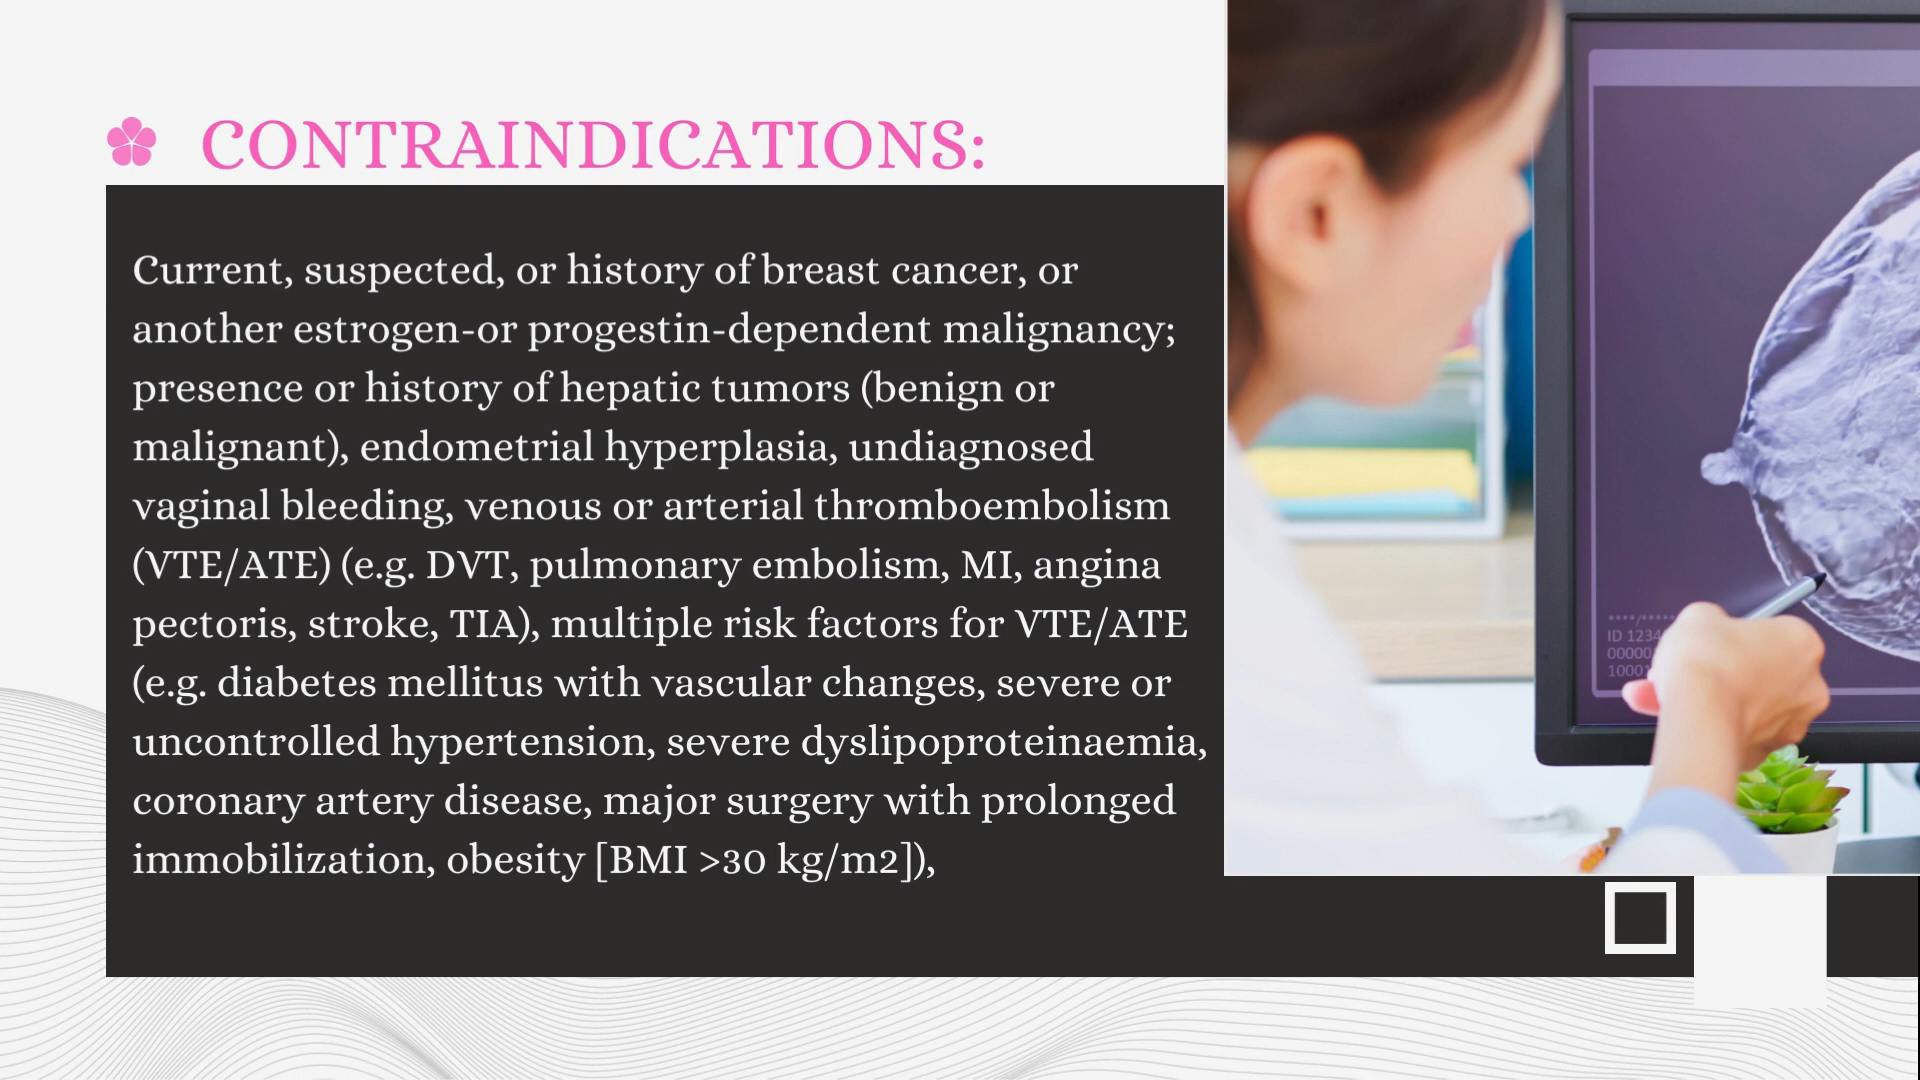 CONTRAINDICATIONS:
Current, suspected, or history of breast cancer, or
another estrogen-or progestin-dependent malignancy;
presence or history of hepatic tumors (benign or
malignant), endometrial hyperplasia, undiagnosed
vaginal bleeding, venous or arterial thromboembolism
(VTE/ATE) (e.g. DVT, pulmonary embolism, MI, angina
pectoris, stroke, TIA), multiple risk factors for VTE/ATE
(e.g. diabetes mellitus with vascular changes, severe or
uncontrolled hypertension, severe dyslipoproteinaemia,
coronary artery disease, major surgery with prolonged
immobilization, obesity [BMI >30 kg/m2]),
ID 1234